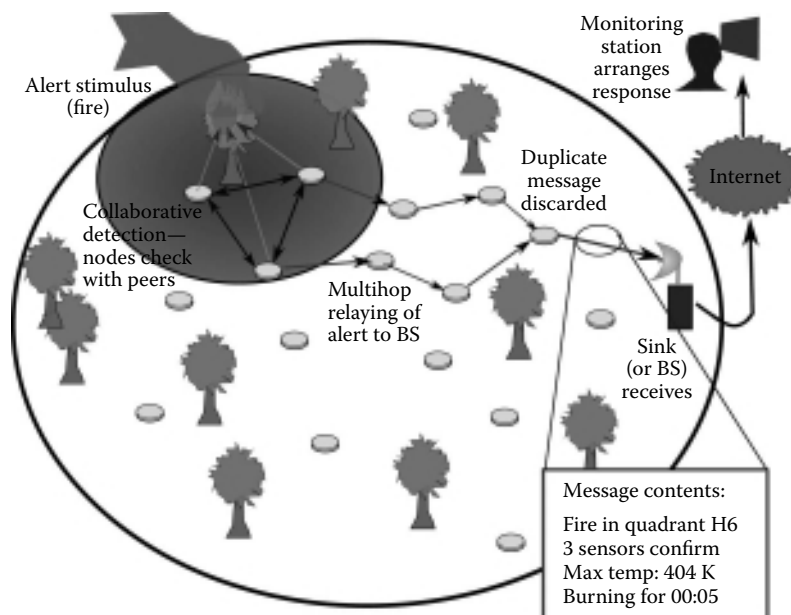 Monitoring
station
arranges
response
Alert stimulus
(fire)
Duplicate
message
discarded
Internet
Collaborative
detection—
nodes check
with peers
Multihop
relaying of
alert to BS
Sink
(or BS)
receives
Message contents:
Fire in quadrant H6
3 sensors confirm
Max temp: 404 K
Burning for 00:05